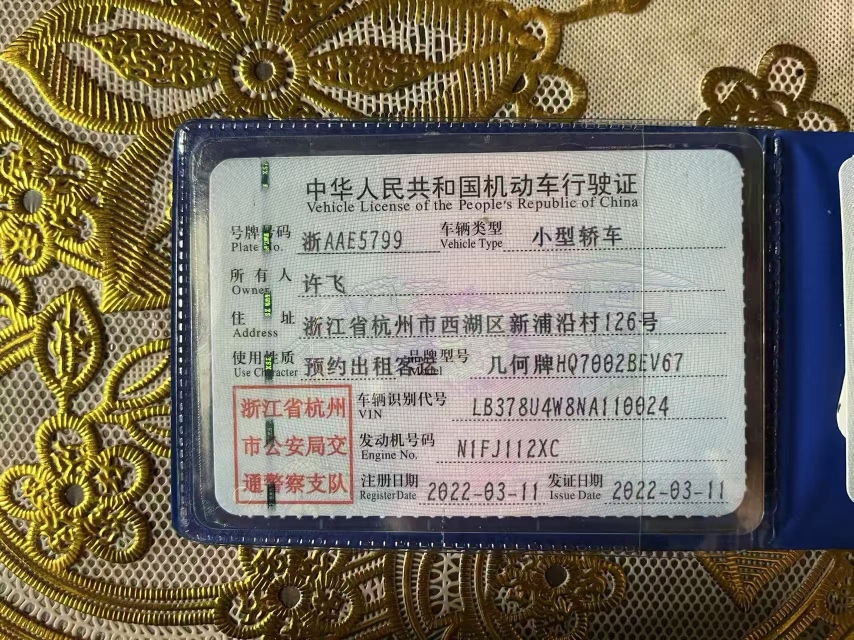 中华人民共和国机动车行驶证
Vehicle License of the People's Republic of China
号牌号码 浙AAE5799 车辆类型 小型轿车
Plate No. Vehicle Type
所有人 许飞
Owner
住址 浙江省杭州市西湖区新浦沿村126号
Address
使用性质 预约出租客运 品牌型号 几何牌HQ7002BEV67
Use Character Model
浙江省杭州
市公安局交
通警察支队
车辆识别代号 LB378U4W8NA110024
VIN
发动机号码 N1FJ112XC
Engine No.
注册日期 2022-03-11 发证日期 2022-03-11
Register Date Issue Date